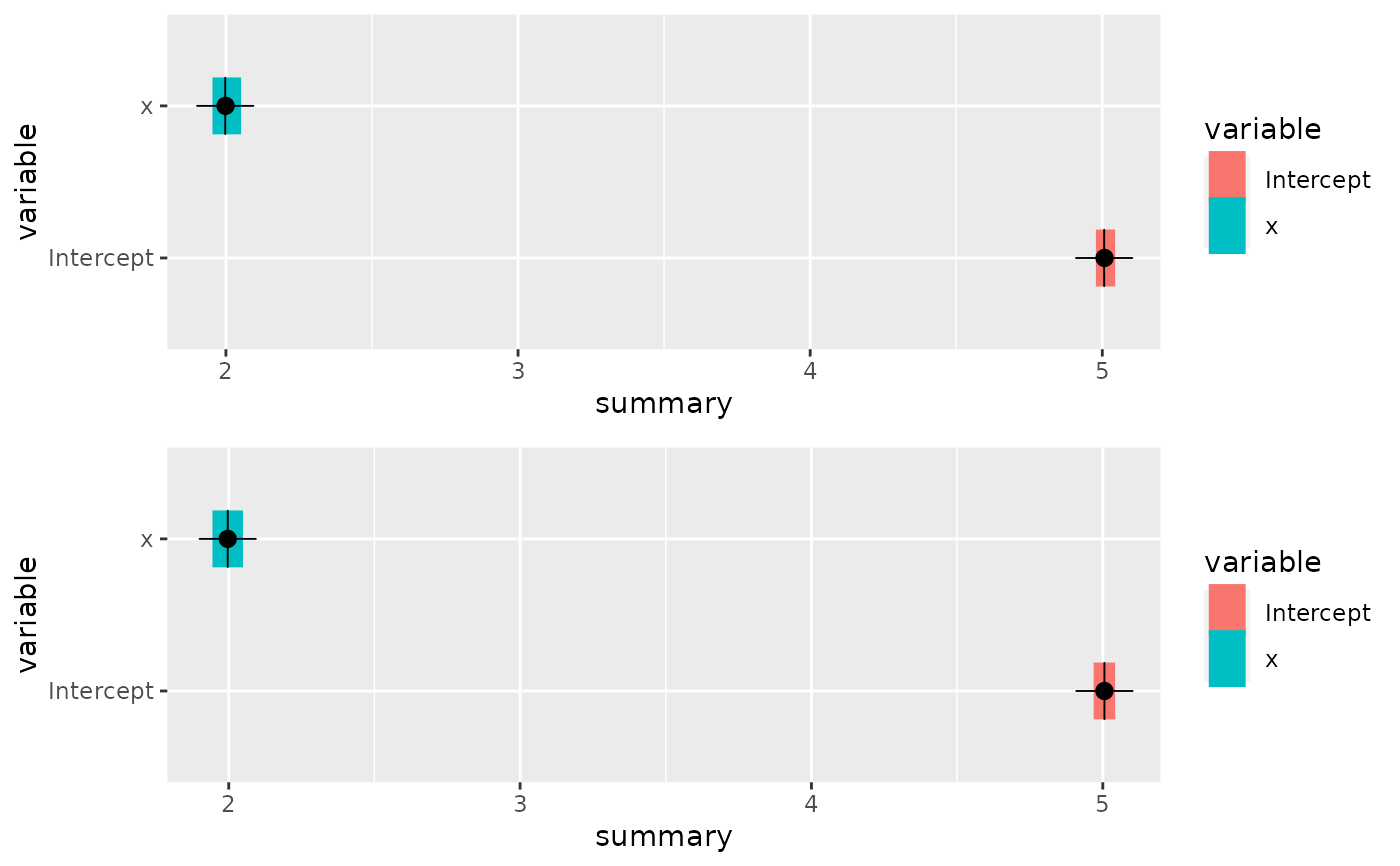 variable
x
Intercept
2 3 4 5
summary
variable
Intercept
x
variable
x
Intercept
2 3 4 5
summary
variable
Intercept
x